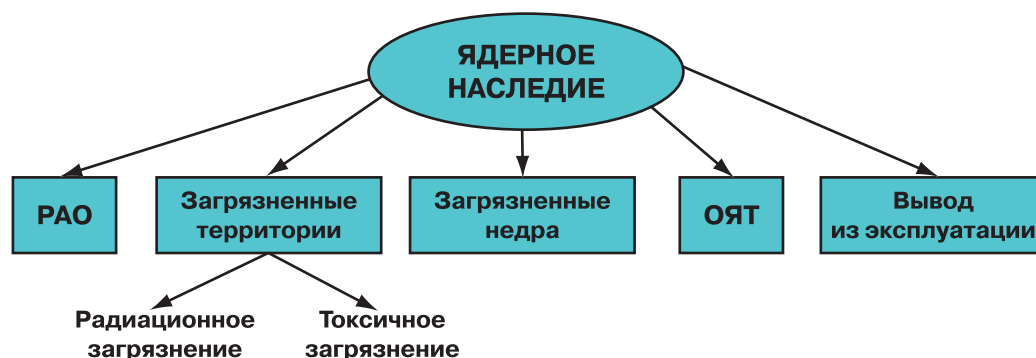 ЯДЕРНОЕ
НАСЛЕДИЕ
РАО
Загрязненные
территории
Загрязненные
недра
ОЯТ
Вывод
из эксплуатации
Радиационное
загрязнение
Токсичное
загрязнение